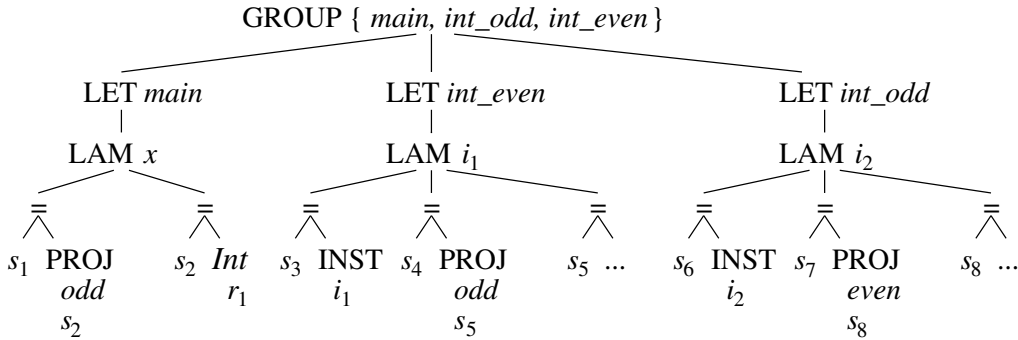 GROUP { main, int_odd, int_even }
LET main LET int_even LET int_odd
LAM x LAM i₁ LAM i₂
= = = = = = = =
s₁ PROJ s₂ Int s₃ INST s₄ PROJ s₅ ... s₆ INST s₇ PROJ s₈ ...
odd r₁ i₁ odd i₂ even
s₂ s₅ s₈